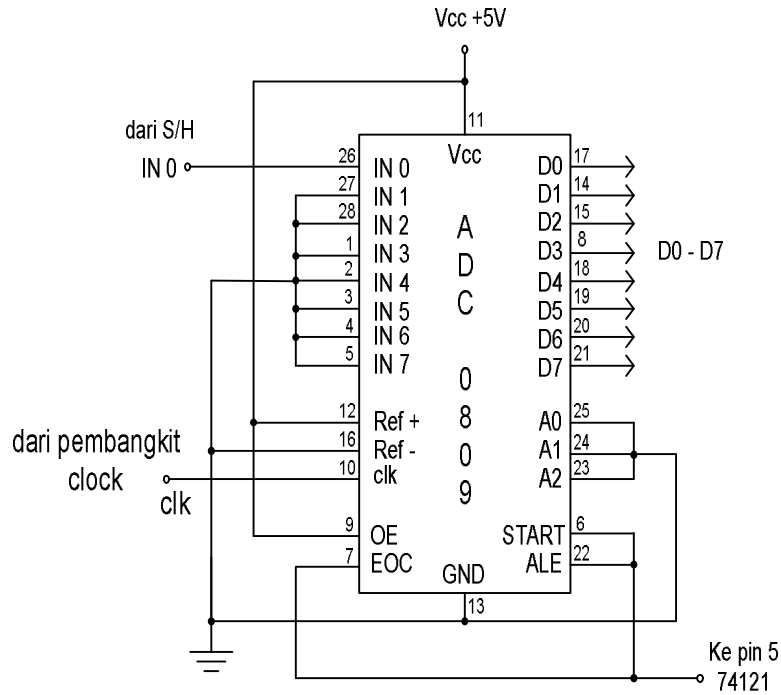 Vcc +5V
11
dari S/H
IN 0
26
27
28
1
2
3
4
5
12
16
10
9
7
Vcc
IN 0
IN 1
IN 2
IN 3
IN 4
IN 5
IN 6
IN 7
Ref +
Ref -
clk
OE
EOC
A
D
C
0
8
0
9
GND
13
D0
D1
D2
D3
D4
D5
D6
D7
A0
A1
A2
START
ALE
17
14
15
8
18
19
20
21
25
24
23
6
22
D0 - D7
dari pembangkit
clock
clk
Ke pin 5
74121